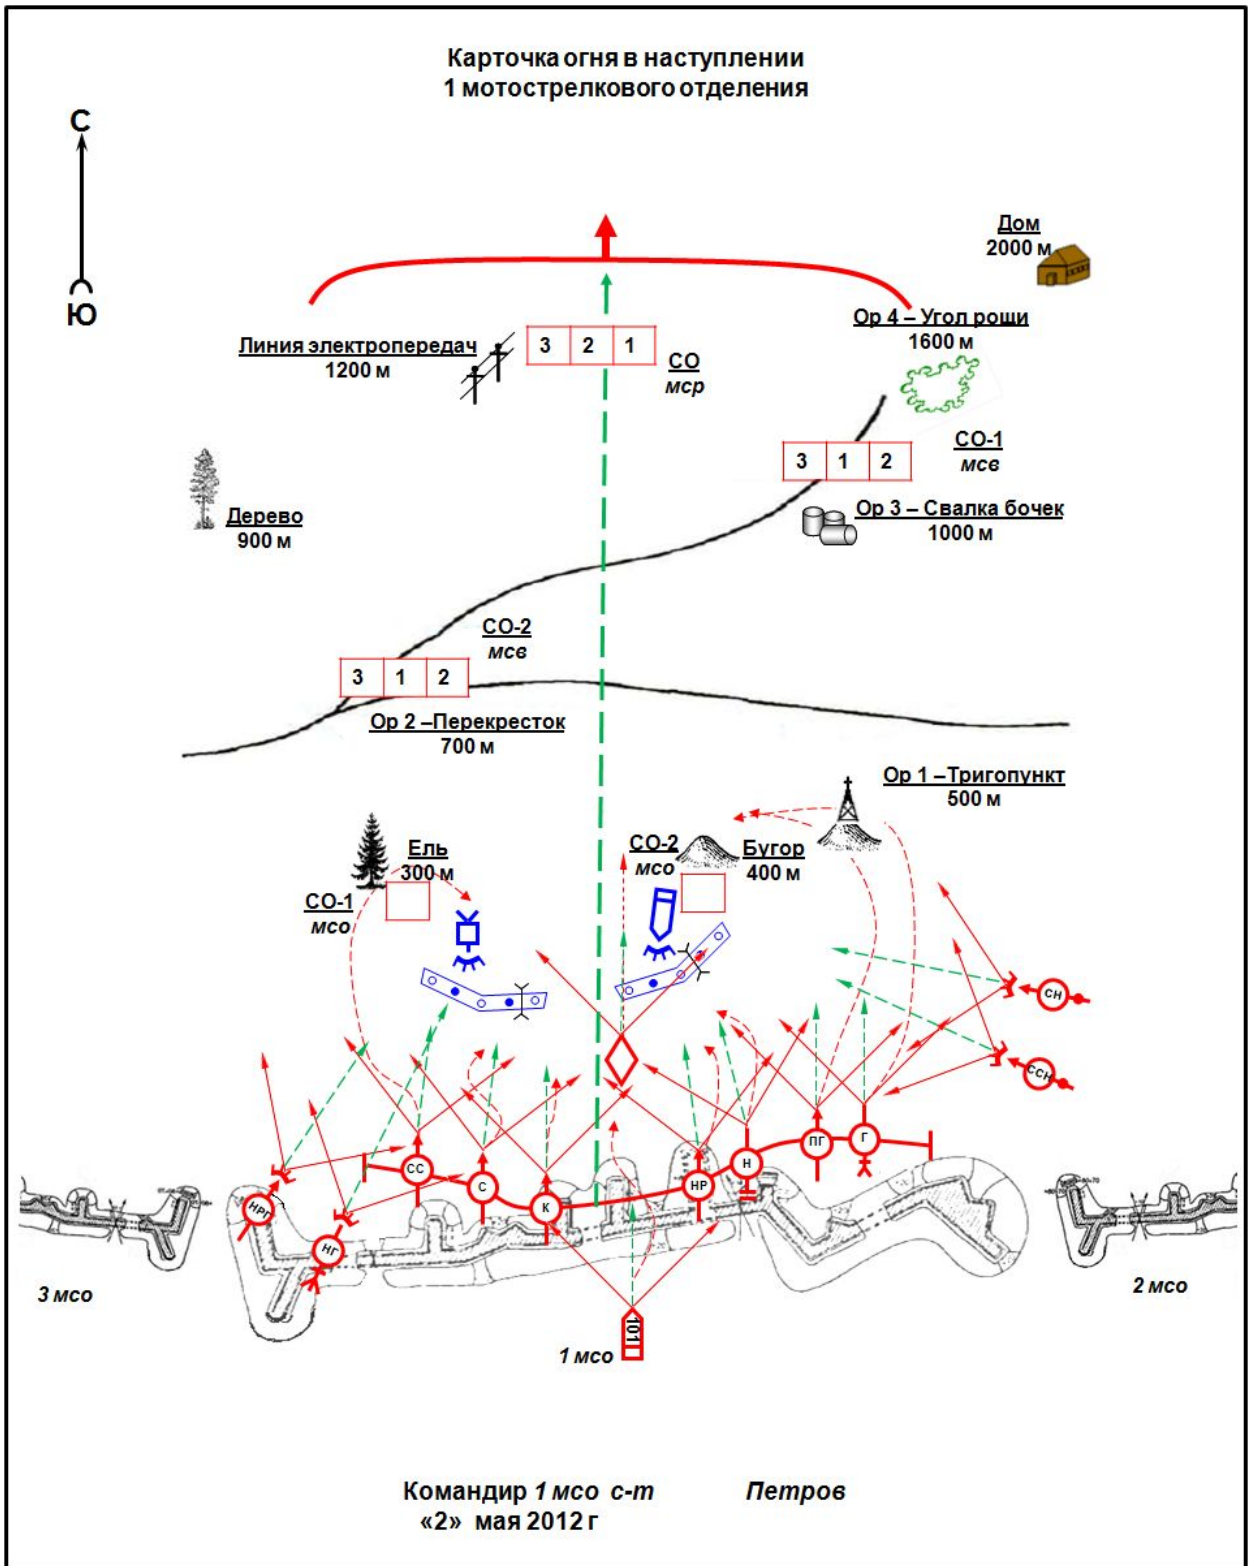 Карточка огня в наступлении
1 мотострелкового отделения
С
Ю
Дом
2000 м
Ор 4 – Угол рощи
1600 м
Линия электропередач
1200 м
3 2 1
СО
мср
СО-1
мсв
3 1 2
Ор 3 – Свалка бочек
1000 м
Дерево
900 м
СО-2
мсв
3 1 2
Ор 2 –Перекресток
700 м
Ор 1 –Тригопункт
500 м
Ель
300 м
СО-1
мсо
СО-2
мсо
Бугор
400 м
СН
ССН
СС
С
К
НР
Н
ПГ
Г
НРГ
НГ
3 мсо
2 мсо
101
1 мсо
Командир 1 мсо с-т Петров
«2» мая 2012 г